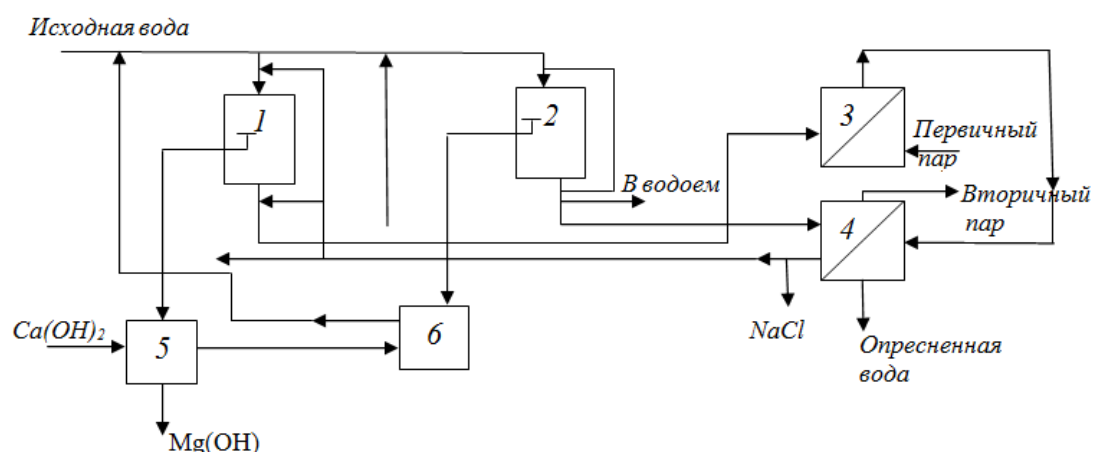 Исходная вода
1
2
3
Первичный
пар
В водоем
Вторичный
пар
4
Ca(OH)2
5
6
NaCl
Опресненная
вода
Mg(OH)